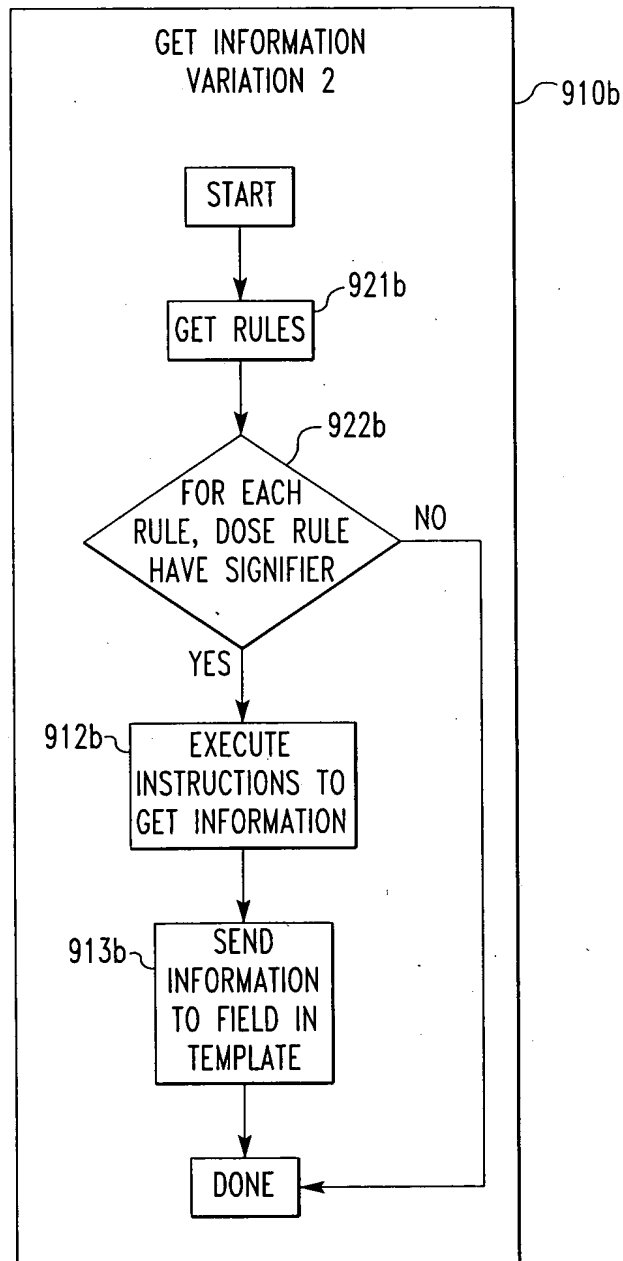 GET INFORMATION
VARIATION 2
910b
START
921b
GET RULES
922b
FOR EACH
RULE, DOSE RULE
HAVE SIGNIFIER
NO
YES
912b
EXECUTE
INSTRUCTIONS TO
GET INFORMATION
913b
SEND
INFORMATION
TO FIELD IN
TEMPLATE
DONE